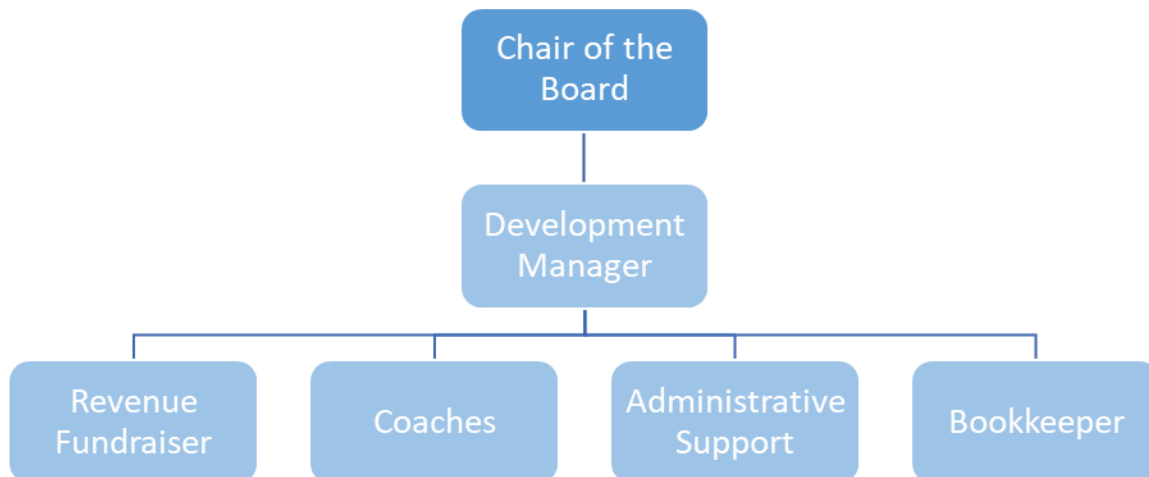 Chair of the
Board
Development
Manager
Revenue
Fundraiser
Coaches
Administrative
Support
Bookkeeper